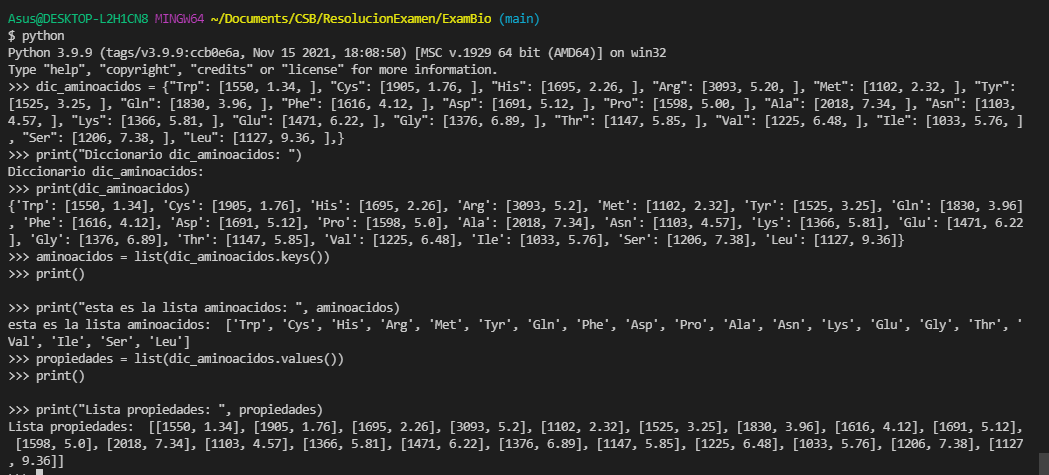 Asus@DESKTOP-L2H1CN8 MINGW64 ~/Documents/CSB/ResolucionExamen/ExamBio (main)
$ python
Python 3.9.9 (tags/v3.9.9:ccb0e6a, Nov 15 2021, 18:08:50) [MSC v.1929 64 bit (AMD64)] on win32
Type "help", "copyright", "credits" or "license" for more information.
>>> dic_aminoacidos = {"Trp": [1550, 1.34, ], "Cys": [1905, 1.76, ], "His": [1695, 2.26, ], "Arg": [3093, 5.20, ], "Met": [1102, 2.32, ], "Tyr":
[1525, 3.25, ], "Gln": [1830, 3.96, ], "Phe": [1616, 4.12, ], "Asp": [1691, 5.12, ], "Pro": [1598, 5.00, ], "Ala": [2018, 7.34, ], "Asn": [1103,
4.57, ], "Lys": [1366, 5.81, ], "Glu": [1471, 6.22, ], "Gly": [1376, 6.89, ], "Thr": [1147, 5.85, ], "Val": [1225, 6.48, ], "Ile": [1033, 5.76, ]
, "Ser": [1206, 7.38, ], "Leu": [1127, 9.36, ],}
>>> print("Diccionario dic_aminoacidos: ")
Diccionario dic_aminoacidos:
>>> print(dic_aminoacidos)
{'Trp': [1550, 1.34], 'Cys': [1905, 1.76], 'His': [1695, 2.26], 'Arg': [3093, 5.2], 'Met': [1102, 2.32], 'Tyr': [1525, 3.25], 'Gln': [1830, 3.96]
, 'Phe': [1616, 4.12], 'Asp': [1691, 5.12], 'Pro': [1598, 5.0], 'Ala': [2018, 7.34], 'Asn': [1103, 4.57], 'Lys': [1366, 5.81], 'Glu': [1471, 6.22
], 'Gly': [1376, 6.89], 'Thr': [1147, 5.85], 'Val': [1225, 6.48], 'Ile': [1033, 5.76], 'Ser': [1206, 7.38], 'Leu': [1127, 9.36]}
>>> aminoacidos = list(dic_aminoacidos.keys())
>>> print()
>>> print("esta es la lista aminoacidos: ", aminoacidos)
esta es la lista aminoacidos:  ['Trp', 'Cys', 'His', 'Arg', 'Met', 'Tyr', 'Gln', 'Phe', 'Asp', 'Pro', 'Ala', 'Asn', 'Lys', 'Glu', 'Gly', 'Thr', '
Val', 'Ile', 'Ser', 'Leu']
>>> propiedades = list(dic_aminoacidos.values())
>>> print()
>>> print("Lista propiedades: ", propiedades)
Lista propiedades:  [[1550, 1.34], [1905, 1.76], [1695, 2.26], [3093, 5.2], [1102, 2.32], [1525, 3.25], [1830, 3.96], [1616, 4.12], [1691, 5.12],
[1598, 5.0], [2018, 7.34], [1103, 4.57], [1366, 5.81], [1471, 6.22], [1376, 6.89], [1147, 5.85], [1225, 6.48], [1033, 5.76], [1206, 7.38], [1127
, 9.36]]
>>>